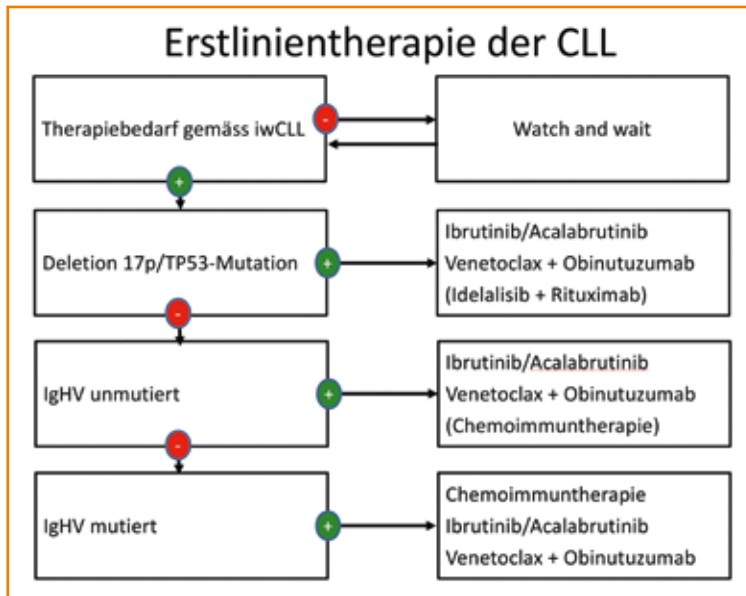 Erstlinientherapie der CLL
Therapiebedarf gemäss iwCLL
-
Watch and wait
+
Deletion 17p/TP53-Mutation
+
Ibrutinib/Acalabrutinib
Venetoclax + Obinutuzumab
(Idelalisib + Rituximab)
-
IgHV unmutiert
+
Ibrutinib/Acalabrutinib
Venetoclax + Obinutuzumab
(Chemoimmuntherapie)
-
IgHV mutiert
+
Chemoimmuntherapie
Ibrutinib/Acalabrutinib
Venetoclax + Obinutuzumab